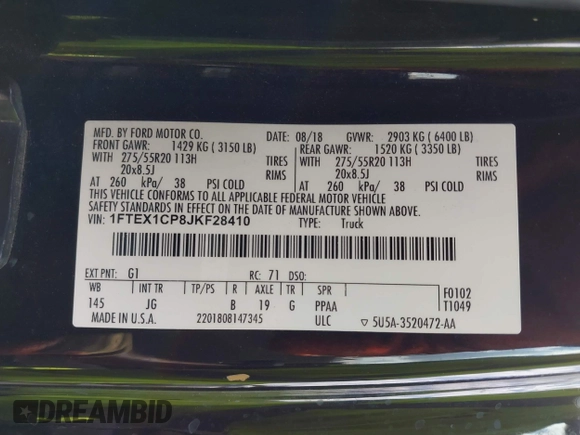 MFD. BY FORD MOTOR CO. 08/18 GVWR: 2903 KG ( 6400 LB)
FRONT GAWR: 1429 KG ( 3150 LB) REAR GAWR: 1520 KG ( 3350 LB)
WITH 275/55R20 113H TIRES WITH 275/55R20 113H TIRES
20x8.5J RIMS 20x8.5J RIMS
AT 260 kPa/ 38 PSI COLD AT 260 kPa/ 38 PSI COLD
THIS VEHICLE CONFORMS TO ALL APPLICABLE FEDERAL MOTOR VEHICLE
SAFETY BUMPER, AND THEFT PREVENTION STANDARDS IN EFFECT ON THE DATE OF
MANUFACTURE SHOWN ABOVE.
VIN: 1FTEX1CP8JKF28410 TYPE: Truck
EXT PNT: G1 RC: 71 DSO:
WB INT TR TP/PS R AXLE TR SPR F0102
145 JG B 19 G PPAA T1049
MADE IN U.S.A. 2201808147345 ULC ▽ 5U5A-3520472-AA
DREAMBID